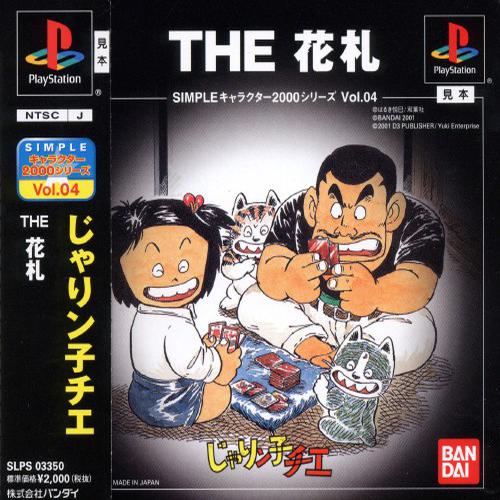 見本
PlayStation
NTSC J
SIMPLE
キャラクター
2000シリーズ
Vol.04
THE 花札
じゃリン子チエ
SLPS 03350
標準価格¥2,000(税抜)
株式会社バンダイ
THE 花札
PlayStation
PlayStation
SIMPLEキャラクター2000シリーズ Vol.04
見本
©はるき悦巳/双葉社
©BANDAI 2001
©2001 D3 PUBLISHER/Yuki Enterprise
じゃリン子チエ
MADE IN JAPAN
BAN
DAI